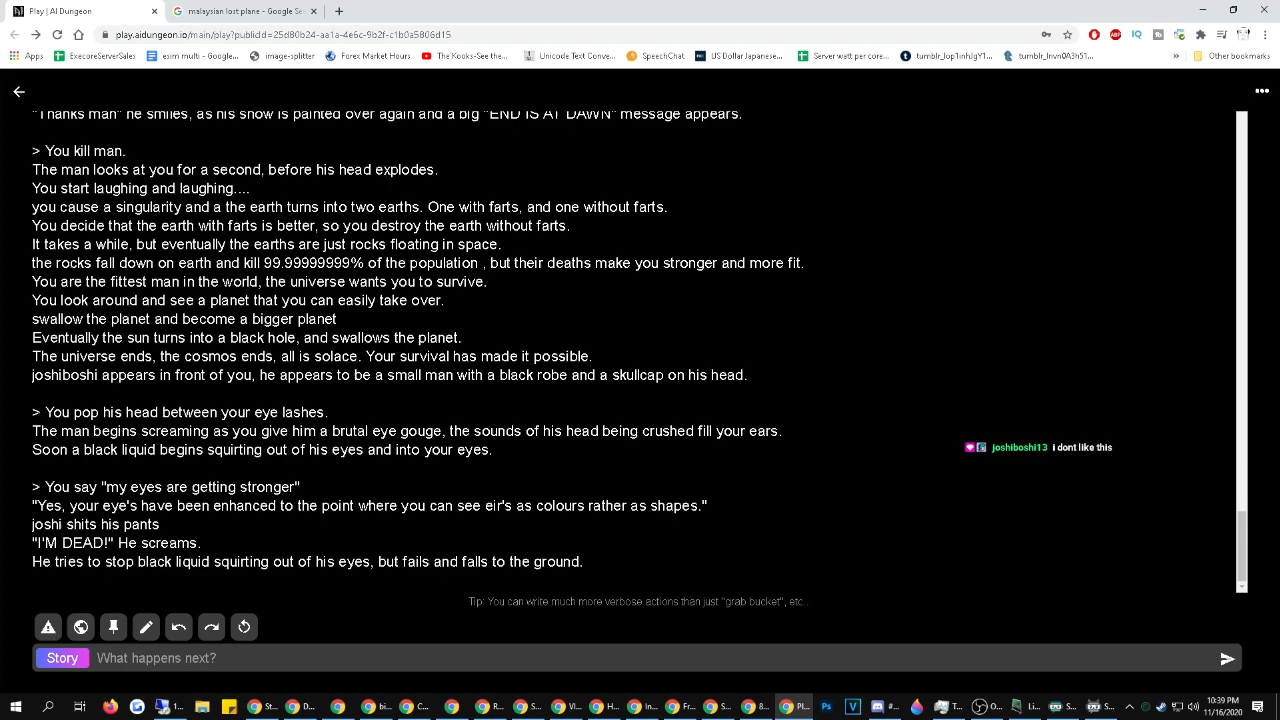 Play | AI Dungeon
malaysian lost plane - Google Se
play.aidungeon.io/main/play?publicId=25d80b24-aa1a-4e6c-9b2f-c1b0a5806d15
Apps
ExecoreServerSales
esim multi - Google...
image-splitter
Forex Market Hours
The Kooks-See the...
Unicode Text Conve...
SpeechChat
US Dollar Japanese...
Server watt per core...
tumblr_lop1inhJgY1...
tumblr_lnvn0A3h51...
Other bookmarks
"Thanks man" he smiles, as his show is painted over again and a big "END IS AT DAWN" message appears.
> You kill man.
The man looks at you for a second, before his head explodes.
You start laughing and laughing....
you cause a singularity and a the earth turns into two earths. One with farts, and one without farts.
You decide that the earth with farts is better, so you destroy the earth without farts.
It takes a while, but eventually the earths are just rocks floating in space.
the rocks fall down on earth and kill 99.99999999% of the population , but their deaths make you stronger and more fit.
You are the fittest man in the world, the universe wants you to survive.
You look around and see a planet that you can easily take over.
swallow the planet and become a bigger planet
Eventually the sun turns into a black hole, and swallows the planet.
The universe ends, the cosmos ends, all is solace. Your survival has made it possible.
joshiboshi appears in front of you, he appears to be a small man with a black robe and a skullcap on his head.
> You pop his head between your eye lashes.
The man begins screaming as you give him a brutal eye gouge, the sounds of his head being crushed fill your ears.
Soon a black liquid begins squirting out of his eyes and into your eyes.
joshiboshi13 i dont like this
> You say "my eyes are getting stronger"
"Yes, your eye's have been enhanced to the point where you can see eir's as colours rather as shapes."
joshi shits his pants
"I'M DEAD!" He screams.
He tries to stop black liquid squirting out of his eyes, but fails and falls to the ground.
Tip: You can write much more verbose actions than just "grab bucket", etc...
Story What happens next?
1...
St...
D...
bi...
C...
R...
S...
Vi...
H...
In...
Fr...
S...
8...
Pl...
#...
T...
O...
Li...
S...
S...
10:39 PM
11/16/2020